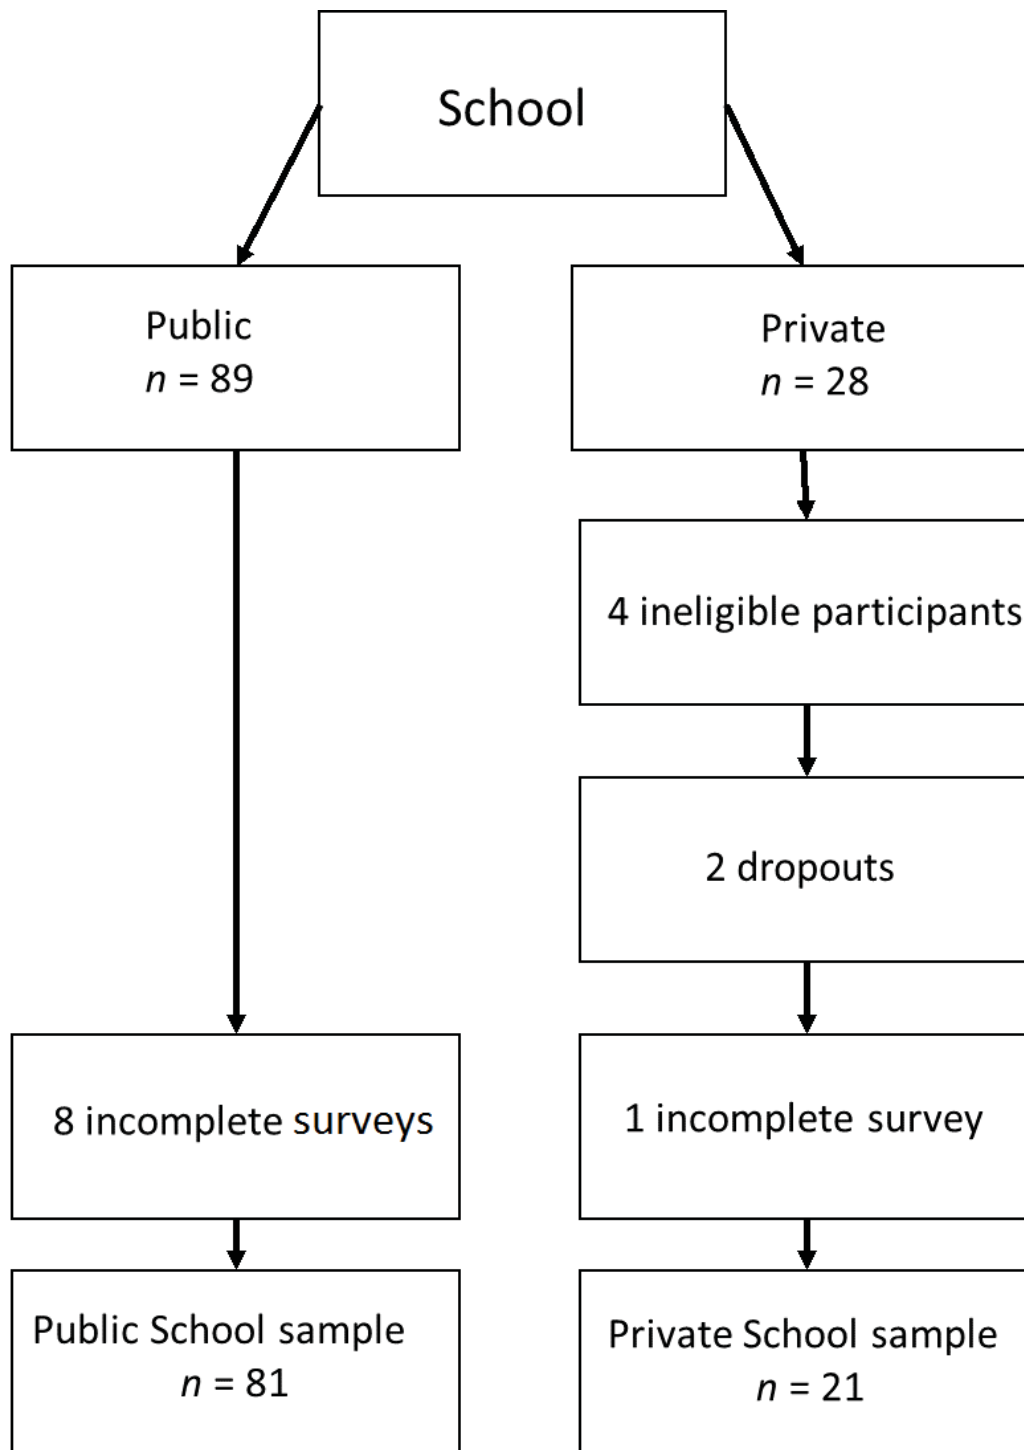 School
Public
n = 89
Private
n = 28
4 ineligible participants
2 dropouts
8 incomplete surveys
1 incomplete survey
Public School sample
n = 81
Private School sample
n = 21